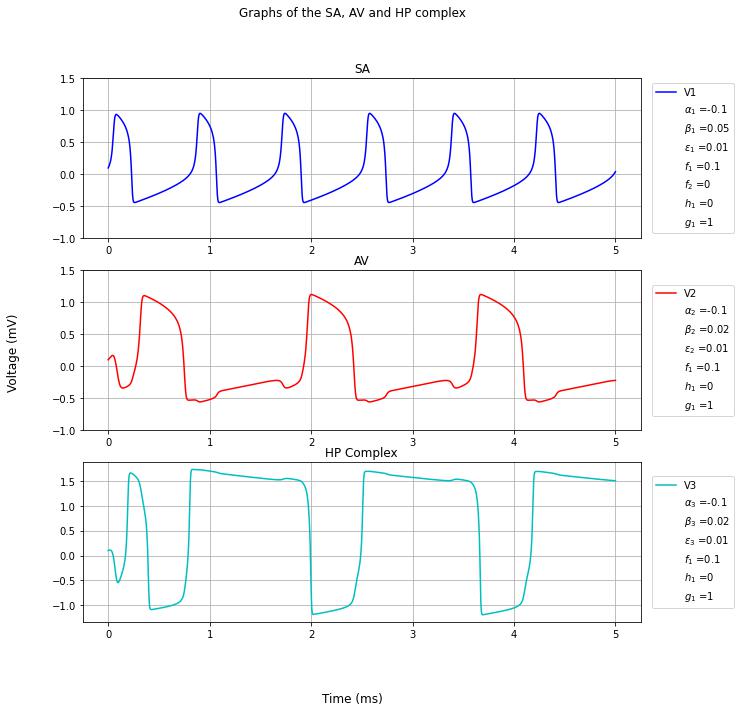 Graphs of the SA, AV and HP complex
SA
1.5
1.0
0.5
0.0
−0.5
−1.0
0 1 2 3 4 5
V1
α₁ =-0.1
β₁ =0.05
ε₁ =0.01
f₁ =0.1
f₂ =0
h₁ =0
g₁ =1
AV
1.5
1.0
0.5
0.0
−0.5
−1.0
0 1 2 3 4 5
V2
α₂ =-0.1
β₂ =0.02
ε₂ =0.01
f₁ =0.1
h₁ =0
g₁ =1
Voltage (mV)
HP Complex
1.5
1.0
0.5
0.0
−0.5
−1.0
0 1 2 3 4 5
V3
α₃ =-0.1
β₃ =0.02
ε₃ =0.01
f₁ =0.1
h₁ =0
g₁ =1
Time (ms)